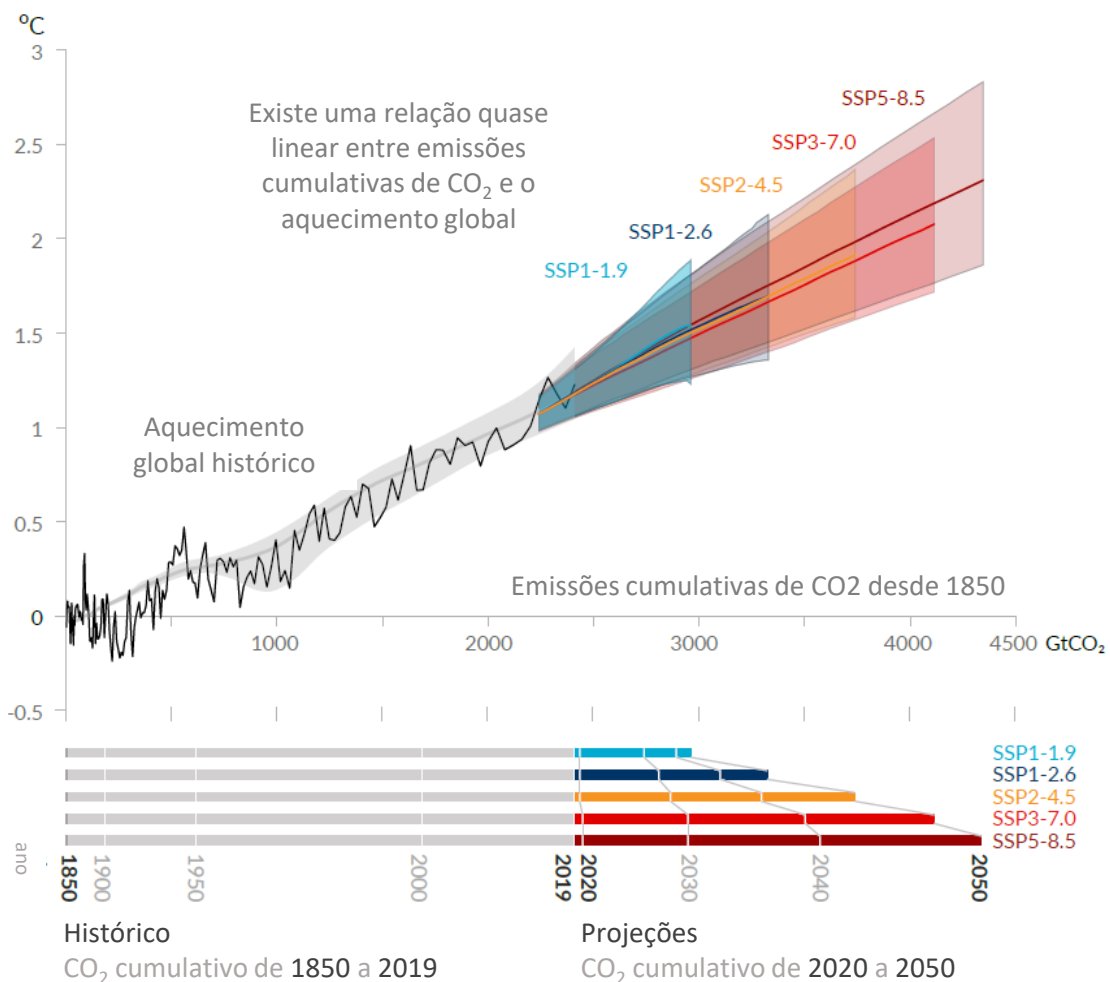 ºC
3
SSP5-8.5
Existe uma relação quase
linear entre emissões
cumulativas de CO₂ e o
aquecimento global
2.5
SSP3-7.0
SSP2-4.5
SSP1-2.6
2
SSP1-1.9
1.5
1
Aquecimento
global histórico
0.5
Emissões cumulativas de CO2 desde 1850
0
1000
2000
3000
4000
4500
GtCO₂
-0.5
SSP1-1.9
SSP1-2.6
SSP2-4.5
SSP3-7.0
SSP5-8.5
ano
1850
1900
1950
2000
2019
2020
2030
2040
2050
Histórico
CO₂ cumulativo de 1850 a 2019
Projeções
CO₂ cumulativo de 2020 a 2050